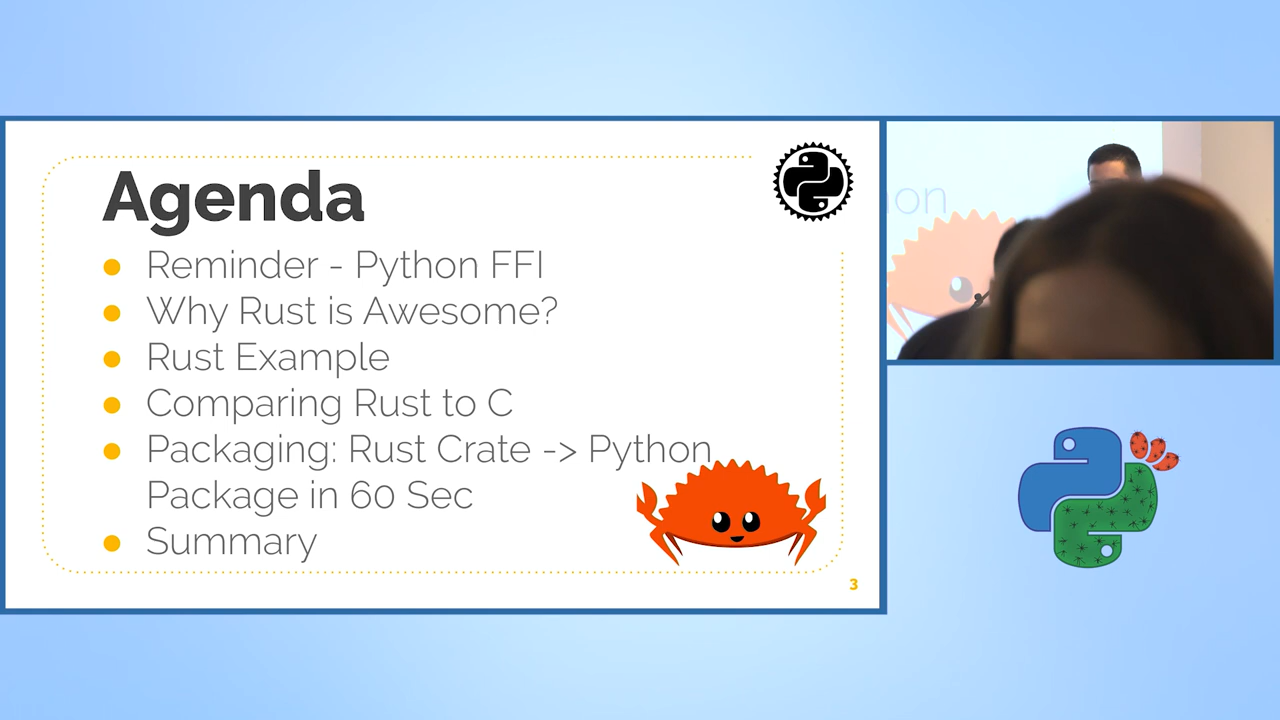 Agenda
● Reminder - Python FFI
● Why Rust is Awesome?
● Rust Example
● Comparing Rust to C
● Packaging: Rust Crate -> Python
Package in 60 Sec
● Summary
3